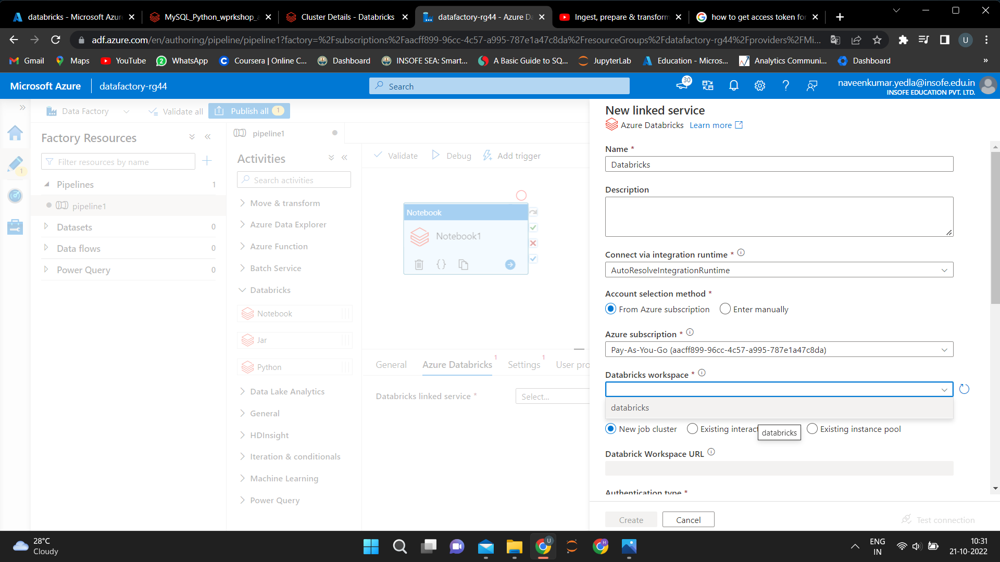 databricks - Microsoft Azur
MySQL_Python_wprkshop_a
Cluster Details - Databricks
datafactory-rg44 - Azure Da
Ingest, prepare & transform
how to get access token for
adf.azure.com/en/authoring/pipeline/pipeline1?factory=%2Fsubscriptions%2Faacff899-96cc-4c57-a995-787e1a47c8da%2FresourceGroups%2Fdatafactory-rg44%2Fproviders%2FMi...
U
Gmail
Maps
YouTube
WhatsApp
Coursera | Online C...
Dashboard
INSOFE SEA: Smart...
A Basic Guide to SQ...
JupyterLab
Education - Micros...
Analytics Communi...
Dashboard
»
Microsoft Azure
datafactory-rg44
Search
30
naveenkumar.yedla@insofe.edu.in
INSOFE EDUCATION PVT. LTD.
Data Factory
Validate all
Publish all 1
1
Factory Resources
Filter resources by name
Pipelines 1
pipeline1
Datasets 0
Data flows 0
Power Query 0
pipeline1
Activities
Search activities
Move & transform
Azure Data Explorer
Azure Function
Batch Service
Databricks
Notebook
Jar
Python
Data Lake Analytics
General
HDInsight
Iteration & conditionals
Machine Learning
Power Query
Validate
Debug
Add trigger
Notebook
Notebook1
{}
General
Azure Databricks 1
Settings 1
User pro
Databricks linked service *
Select...
New linked service
Azure Databricks Learn more
Name *
Databricks
Description
Connect via integration runtime *
AutoResolveIntegrationRuntime
Account selection method *
From Azure subscription
Enter manually
Azure subscription *
Pay-As-You-Go (aacff899-96cc-4c57-a995-787e1a47c8da)
Databricks workspace *
databricks
New job cluster
Existing interac
databricks
Existing instance pool
Databrick Workspace URL
Authentication type *
Create
Cancel
Test connection
28°C
Cloudy
U
H
ENG
IN
10:31
21-10-2022